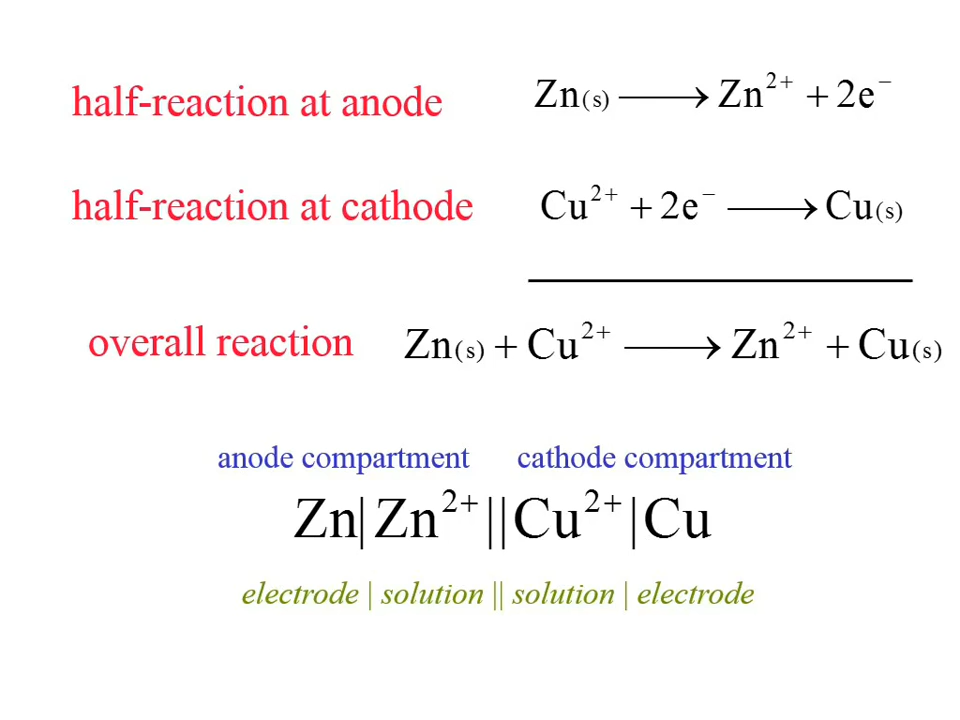 half-reaction at anode Zn(s) ⟶ Zn²⁺ + 2e⁻
half-reaction at cathode Cu²⁺ + 2e⁻ ⟶ Cu(s)
overall reaction Zn(s) + Cu²⁺ ⟶ Zn²⁺ + Cu(s)
anode compartment cathode compartment
Zn|Zn²⁺||Cu²⁺|Cu
electrode | solution || solution | electrode